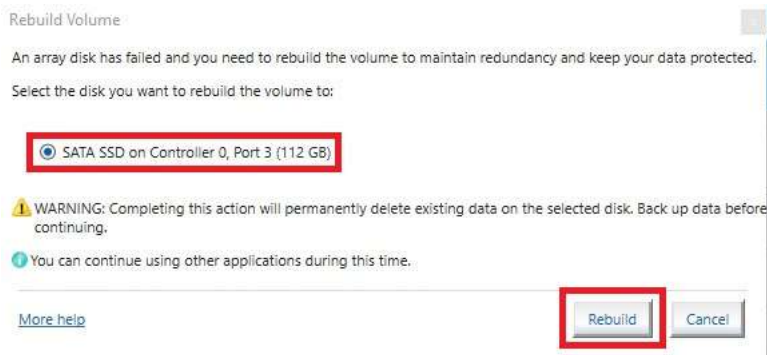 Rebuild Volume
An array disk has failed and you need to rebuild the volume to maintain redundancy and keep your data protected.
Select the disk you want to rebuild the volume to:
SATA SSD on Controller 0, Port 3 (112 GB)
WARNING: Completing this action will permanently delete existing data on the selected disk. Back up data before
continuing.
You can continue using other applications during this time.
More help
Rebuild
Cancel